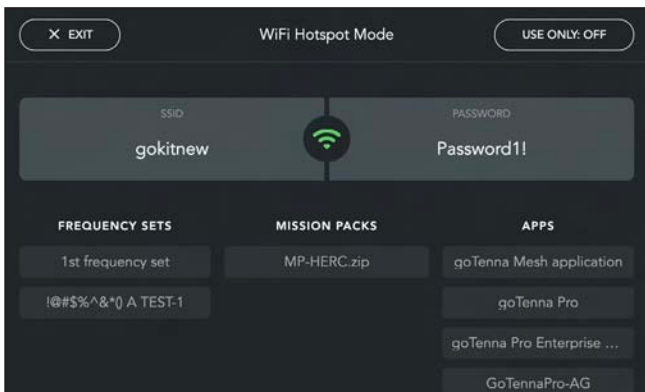 X EXIT
WiFi Hotspot Mode
USE ONLY: OFF
SSID
gokitnew
PASSWORD
Password1!
FREQUENCY SETS
1st frequency set
!@#$%^&*() A TEST-1
MISSION PACKS
MP-HERC.zip
APPS
goTenna Mesh application
goTenna Pro
goTenna Pro Enterprise ...
GoTennaPro-AG